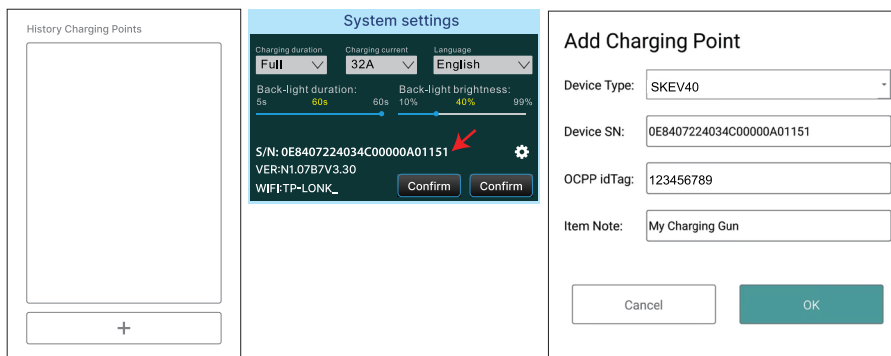 History Charging Points
+
System settings
Charging duration Charging current Language
Full 32A English
Back-light duration: Back-light brightness:
5s 60s 60s 10% 40% 99%
S/N: 0E8407224034C00000A01151
VER:N1.07B7V3.30
WIFI:TP-LONK_ Confirm Confirm
Add Charging Point
Device Type: SKEV40
Device SN: 0E8407224034C00000A01151
OCPP idTag: 123456789
Item Note: My Charging Gun
Cancel OK